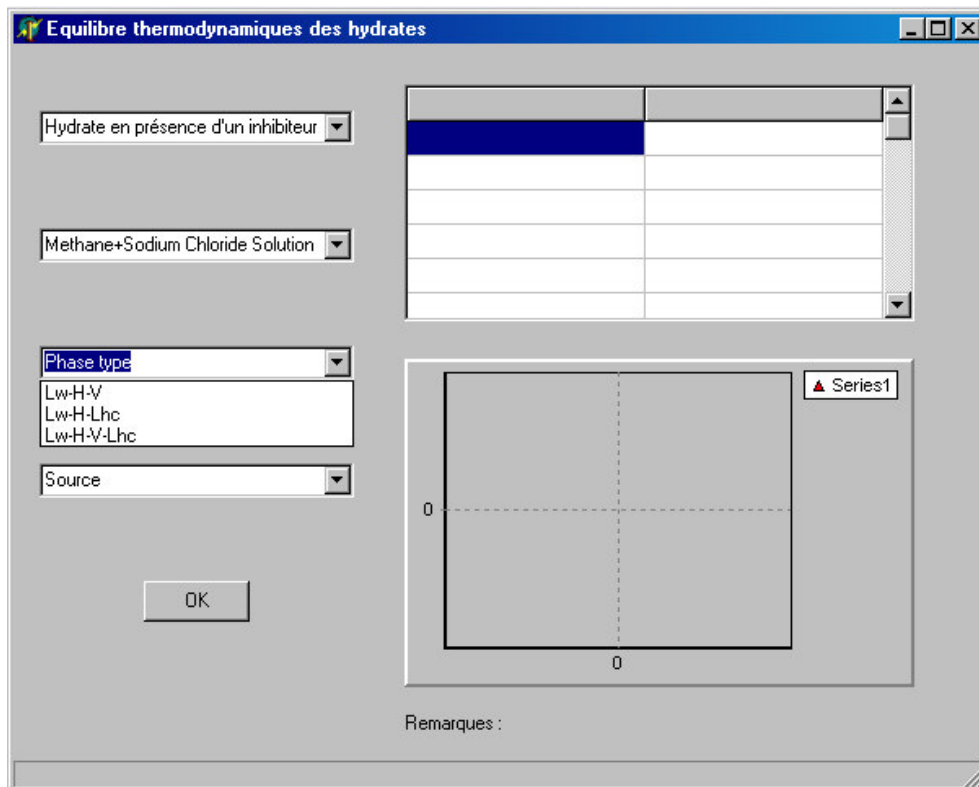 Equilibre thermodynamiques des hydrates
Hydrate en présence d'un inhibiteur
Methane+Sodium Chloride Solution
Phase type
Lw-H-V
Lw-H-Lhc
Lw-H-V-Lhc
Source
OK
Series1
0
0
Remarques :